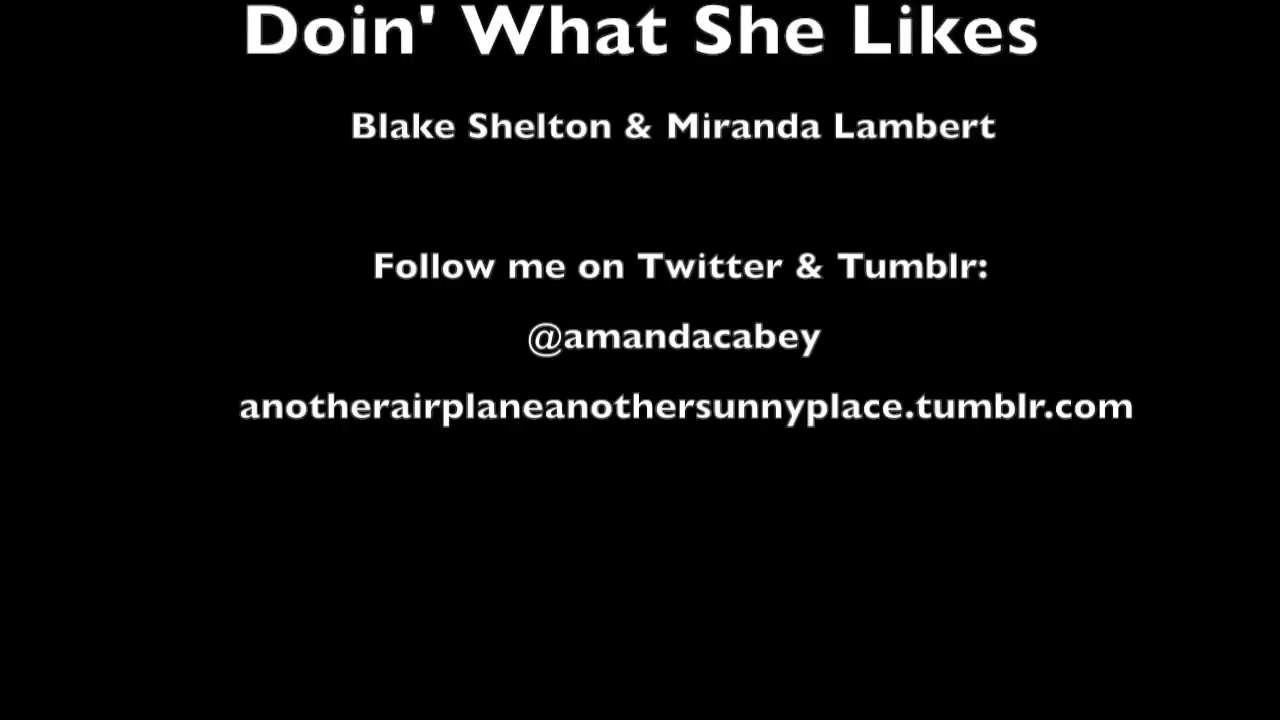 Doin' What She Likes
Blake Shelton & Miranda Lambert
Follow me on Twitter & Tumblr:
@amandacabey
anotherairplaneanothersunnyplace.tumblr.com